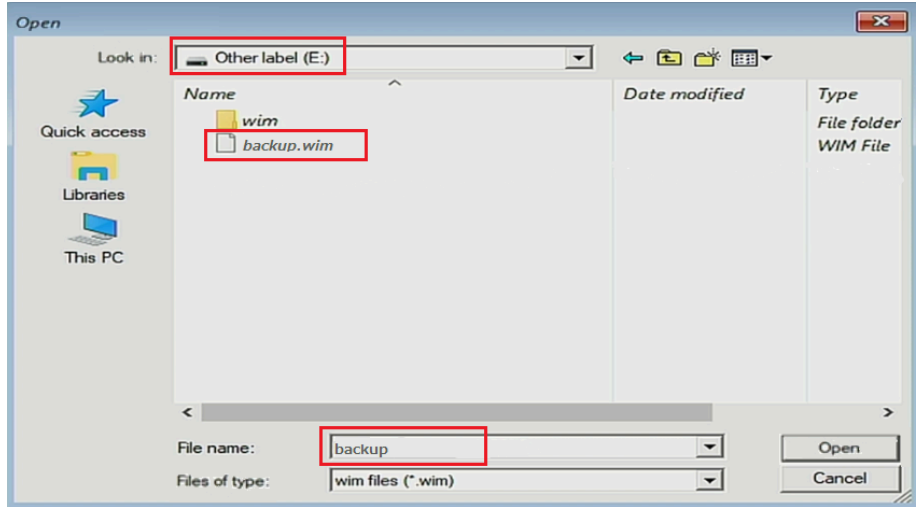 Open
Look in:
Other label (E:)
Name
Date modified
Type
wim
File folder
backup.wim
WIM File
Quick access
Libraries
This PC
File name:
backup
Open
Files of type:
wim files (*.wim)
Cancel